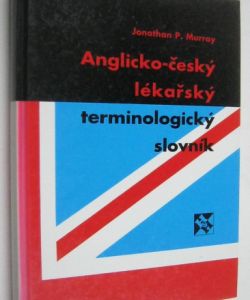 Jonathan P. Murray
Anglicko-český
lékařský
terminologický
slovník